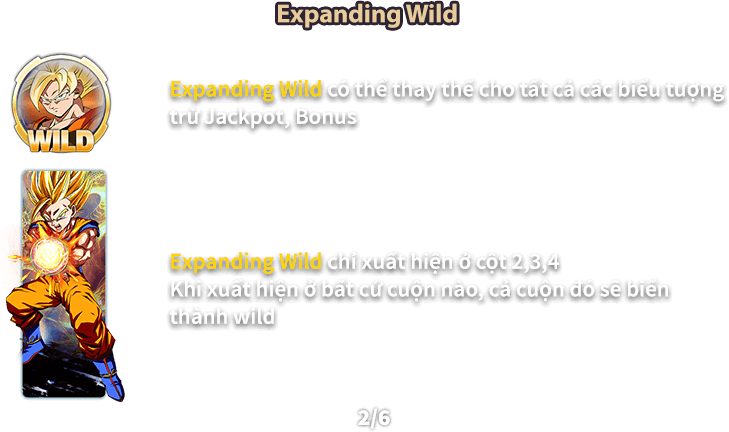 Expanding Wild
WILD
Expanding Wild có thể thay thế cho tất cả các biểu tượng
trừ Jackpot, Bonus
Expanding Wild chỉ xuất hiện ở cột 2,3,4
Khi xuất hiện ở bất cứ cuộn nào, cả cuộn đó sẽ biến
thành wild
2/6